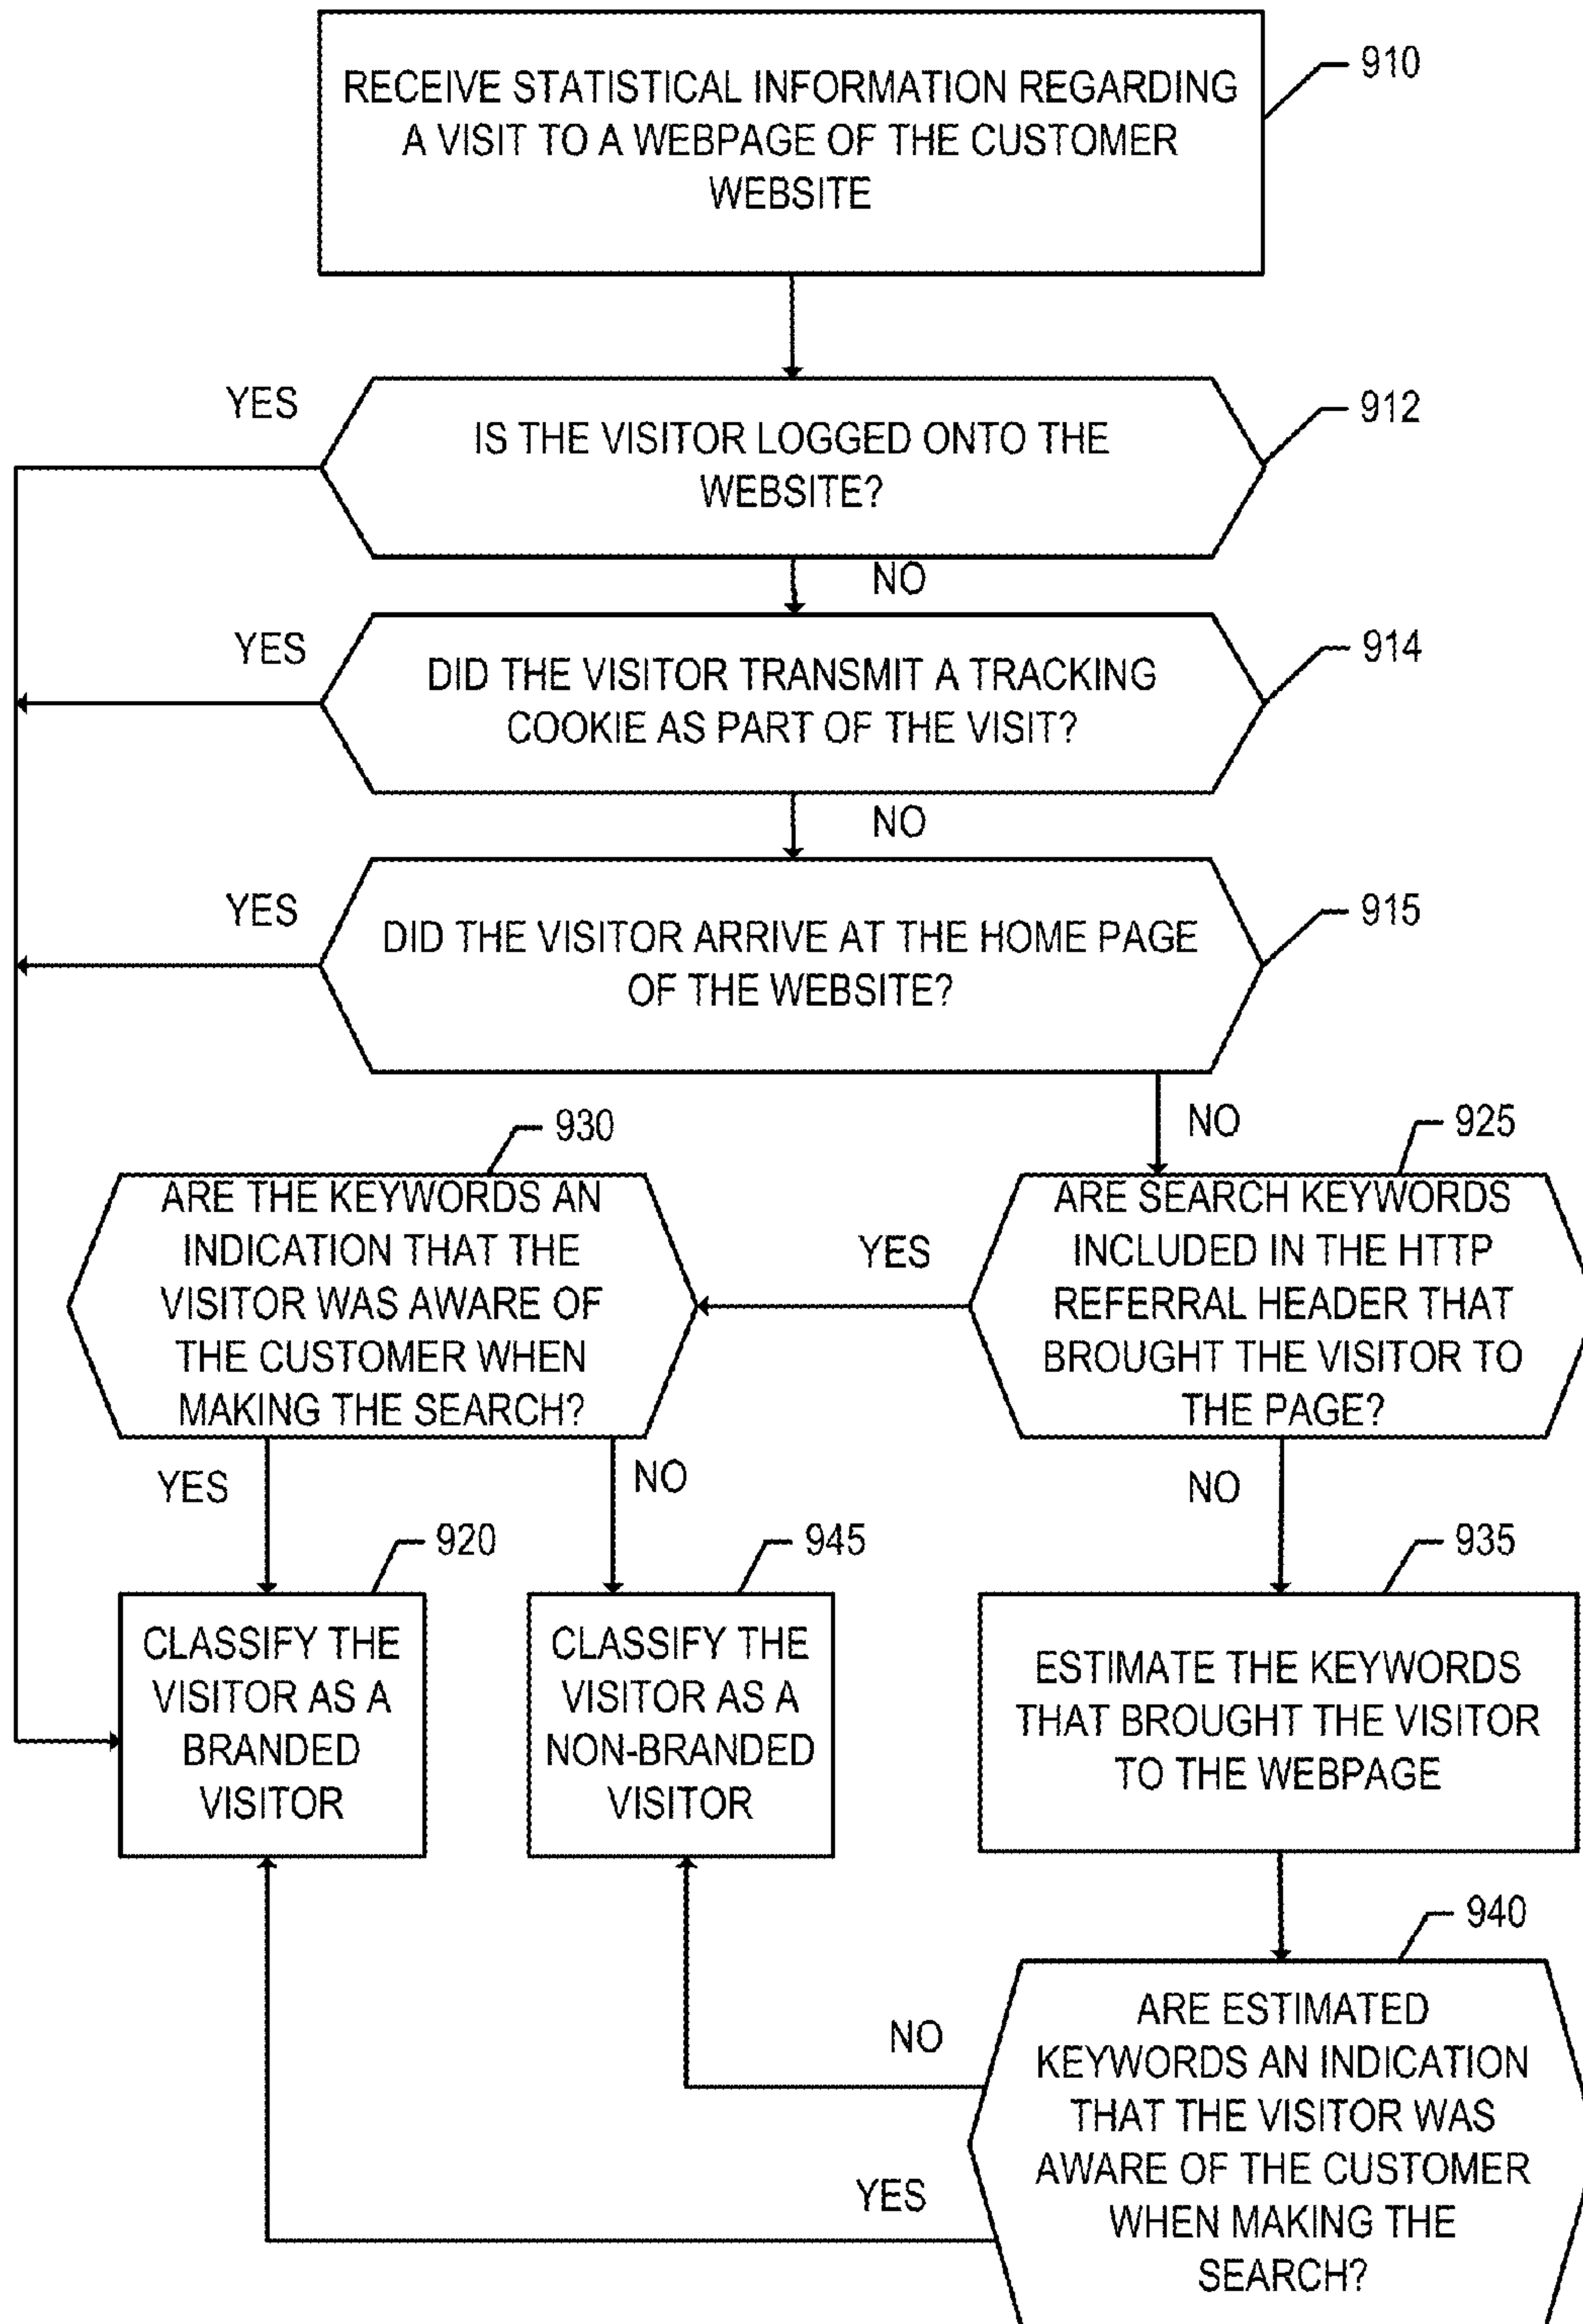 RECEIVE STATISTICAL INFORMATION REGARDING
A VISIT TO A WEBPAGE OF THE CUSTOMER
WEBSITE
910
YES
IS THE VISITOR LOGGED ONTO THE
WEBSITE?
912
NO
YES
DID THE VISITOR TRANSMIT A TRACKING
COOKIE AS PART OF THE VISIT?
914
NO
YES
DID THE VISITOR ARRIVE AT THE HOME PAGE
OF THE WEBSITE?
915
NO
930
ARE THE KEYWORDS AN
INDICATION THAT THE
VISITOR WAS AWARE OF
THE CUSTOMER WHEN
MAKING THE SEARCH?
YES
925
ARE SEARCH KEYWORDS
INCLUDED IN THE HTTP
REFERRAL HEADER THAT
BROUGHT THE VISITOR TO
THE PAGE?
YES
NO
NO
920
CLASSIFY THE
VISITOR AS A
BRANDED
VISITOR
945
CLASSIFY THE
VISITOR AS A
NON-BRANDED
VISITOR
935
ESTIMATE THE KEYWORDS
THAT BROUGHT THE VISITOR
TO THE WEBPAGE
940
NO
ARE ESTIMATED
KEYWORDS AN INDICATION
THAT THE VISITOR WAS
AWARE OF THE CUSTOMER
WHEN MAKING THE
SEARCH?
YES